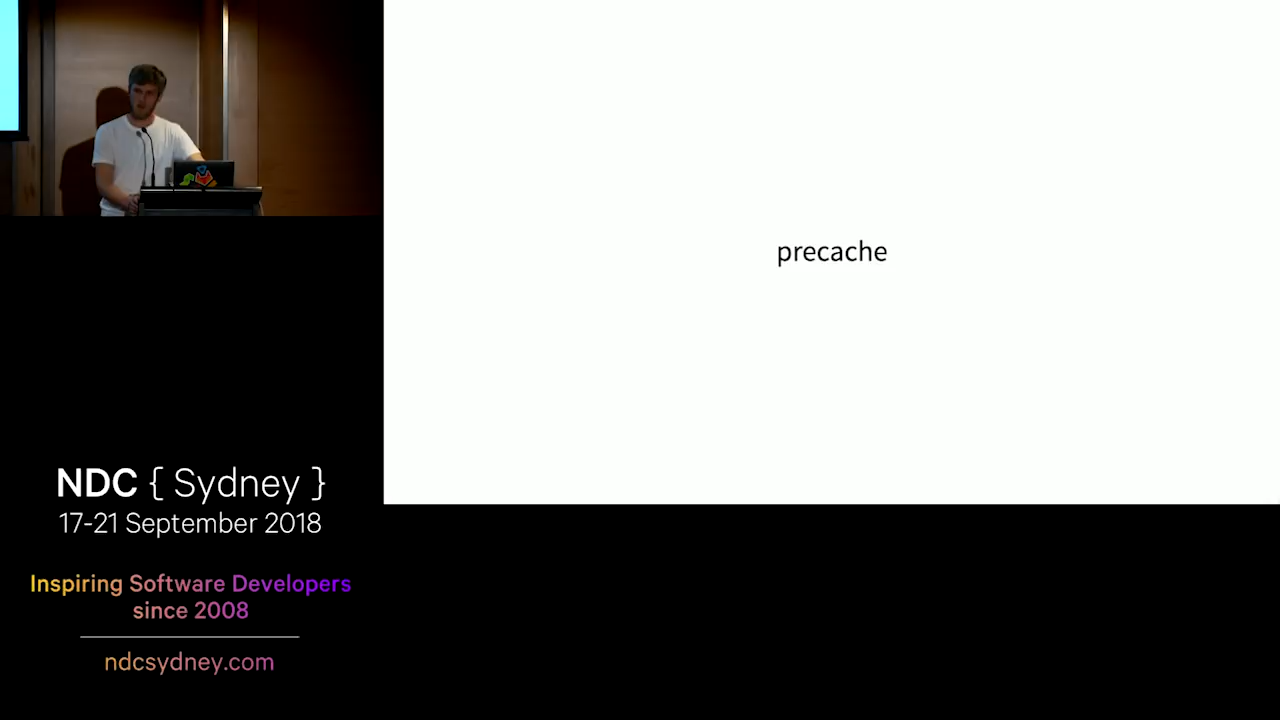 precache
NDC { Sydney }
17-21 September 2018
Inspiring Software Developers
since 2008
ndcsydney.com